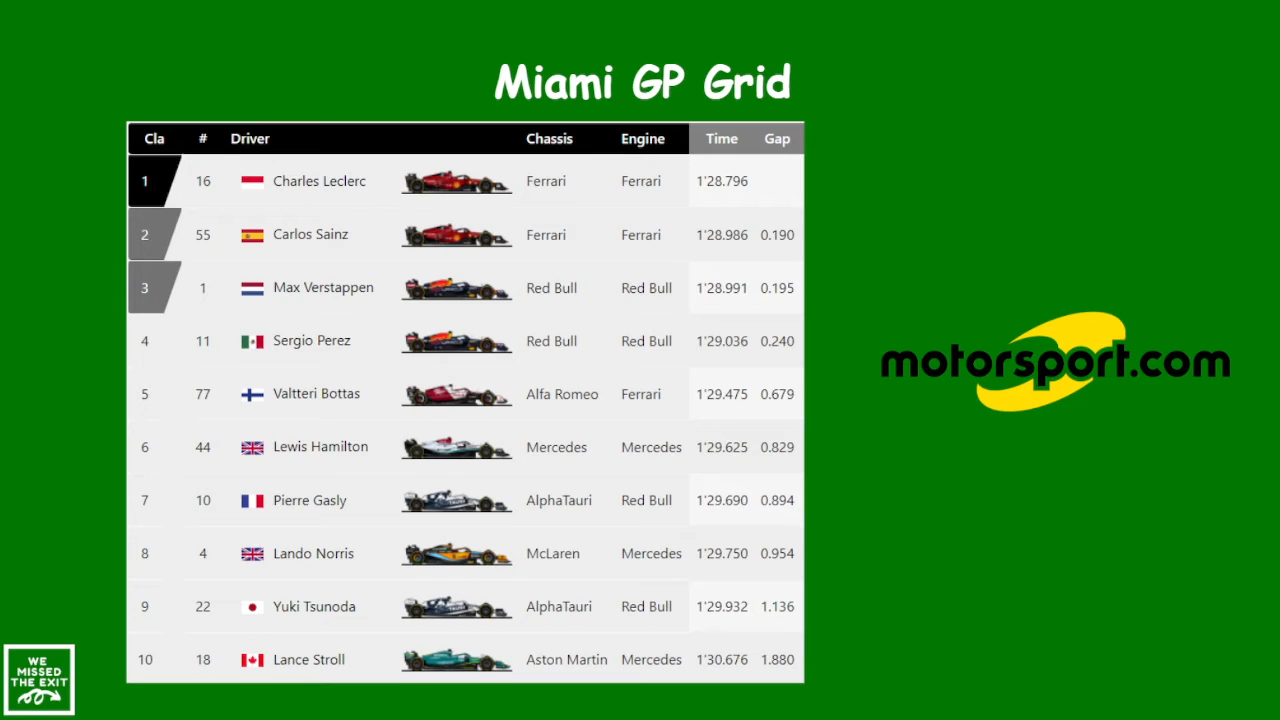 Miami GP Grid
Cla # Driver Chassis Engine Time Gap
1 16 Charles Leclerc Ferrari Ferrari 1'28.796
2 55 Carlos Sainz Ferrari Ferrari 1'28.986 0.190
3 1 Max Verstappen Red Bull Red Bull 1'28.991 0.195
4 11 Sergio Perez Red Bull Red Bull 1'29.036 0.240
5 77 Valtteri Bottas Alfa Romeo Ferrari 1'29.475 0.679
6 44 Lewis Hamilton Mercedes Mercedes 1'29.625 0.829
7 10 Pierre Gasly AlphaTauri Red Bull 1'29.690 0.894
8 4 Lando Norris McLaren Mercedes 1'29.750 0.954
9 22 Yuki Tsunoda AlphaTauri Red Bull 1'29.932 1.136
10 18 Lance Stroll Aston Martin Mercedes 1'30.676 1.880
motorsport.com
WE
MISSED
THE EXIT